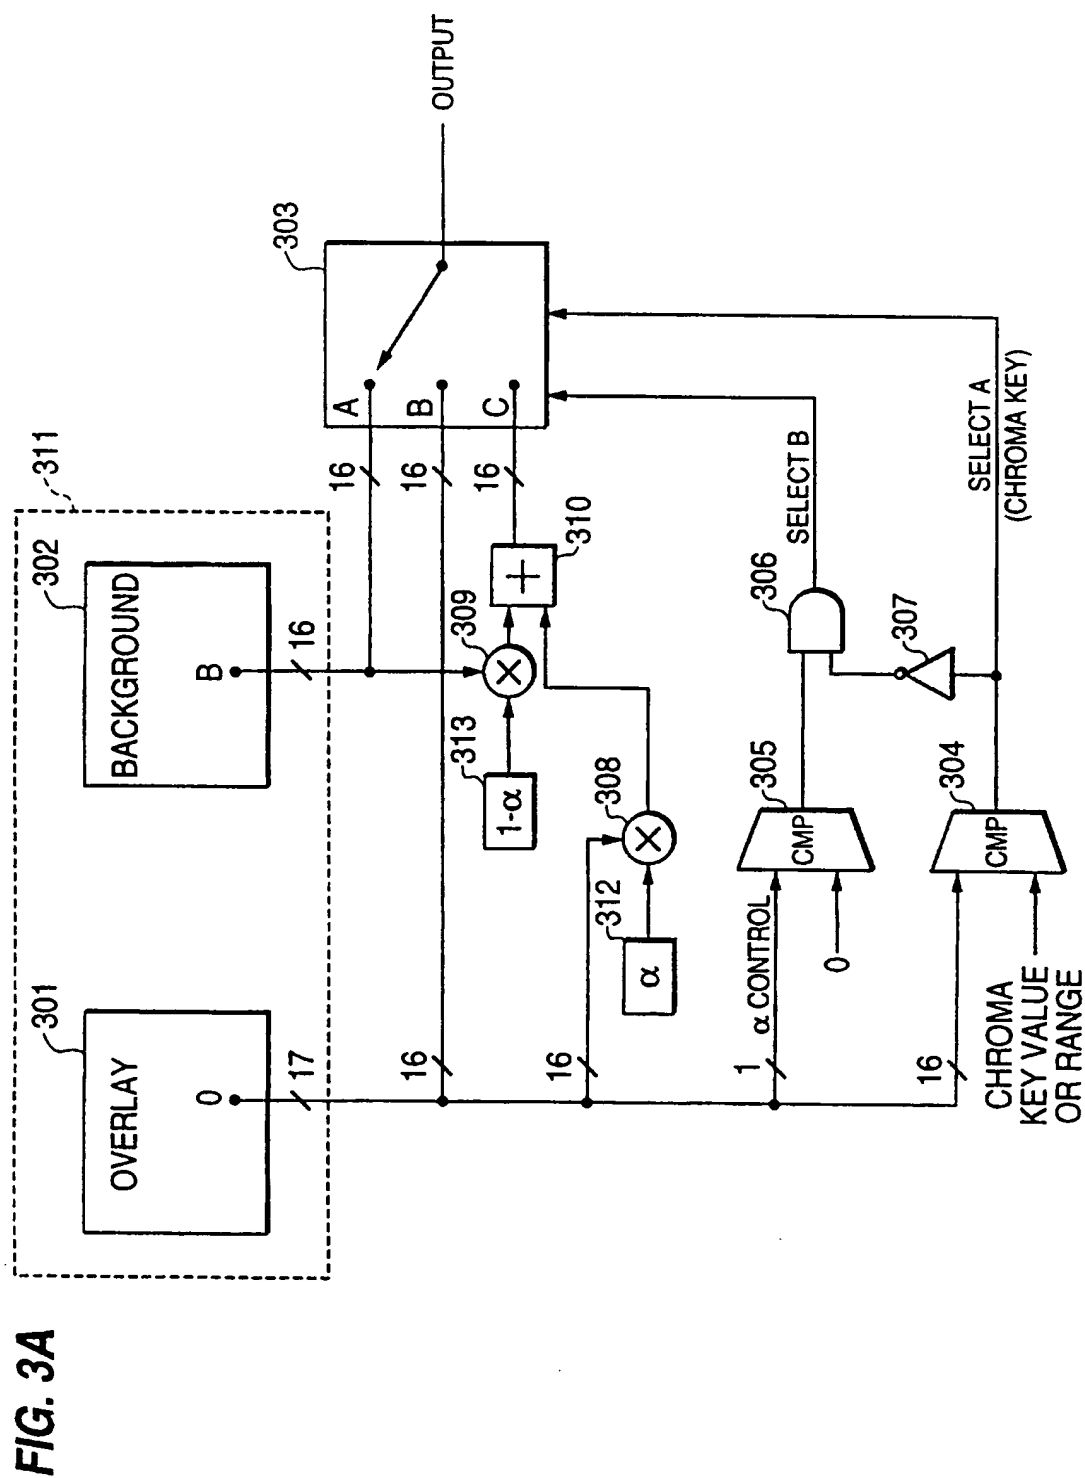 FIG. 3A
311
301
OVERLAY
0
17
302
BACKGROUND
B
16
303
A
B
C
16
16
16
OUTPUT
313
1-α
309
×
310
+
16
16
312
α
308
×
1
α CONTROL
0
305
CMP
306
SELECT B
307
16
CHROMA
KEY VALUE
OR RANGE
304
CMP
SELECT A
(CHROMA KEY)